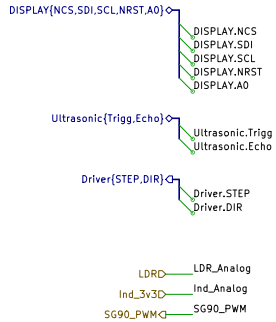 DISPLAY{NCS,SDI,SCL,NRST,A0}
DISPLAY.NCS
DISPLAY.SDI
DISPLAY.SCL
DISPLAY.NRST
DISPLAY.A0
Ultrasonic{Trigg,Echo}
Ultrasonic.Trigg
Ultrasonic.Echo
Driver{STEP,DIR}
Driver.STEP
Driver.DIR
LDR LDR_Analog
Ind_3v3 Ind_Analog
SG90_PWM SG90_PWM